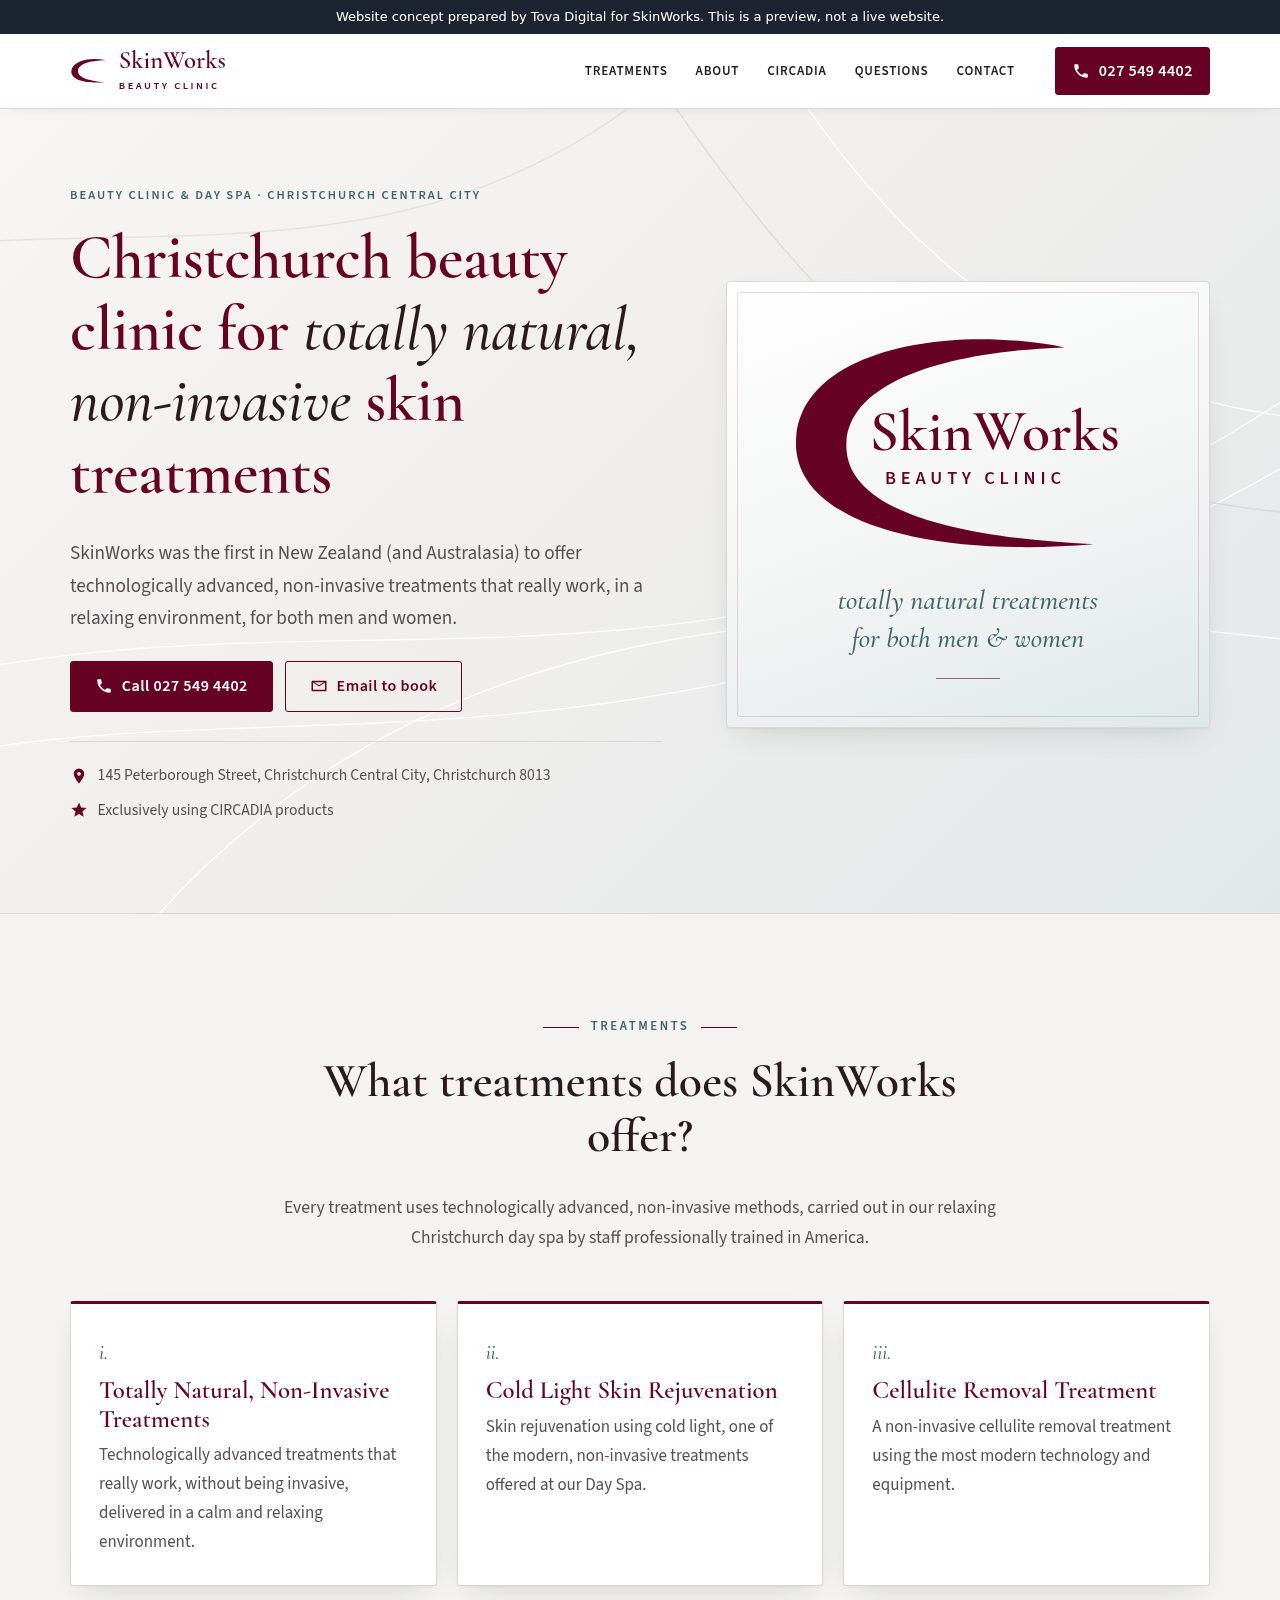 Website concept prepared by Tova Digital for SkinWorks. This is a preview, not a live website.
SkinWorks
BEAUTY CLINIC
TREATMENTS ABOUT CIRCADIA QUESTIONS CONTACT 027 549 4402
BEAUTY CLINIC & DAY SPA · CHRISTCHURCH CENTRAL CITY
Christchurch beauty
clinic for totally natural,
non-invasive skin
treatments
SkinWorks was the first in New Zealand (and Australasia) to offer
technologically advanced, non-invasive treatments that really work, in a
relaxing environment, for both men and women.
Call 027 549 4402 Email to book
145 Peterborough Street, Christchurch Central City, Christchurch 8013
Exclusively using CIRCADIA products
SkinWorks
BEAUTY CLINIC
totally natural treatments
for both men & women
TREATMENTS
What treatments does SkinWorks
offer?
Every treatment uses technologically advanced, non-invasive methods, carried out in our relaxing
Christchurch day spa by staff professionally trained in America.
i.
Totally Natural, Non-Invasive
Treatments
Technologically advanced treatments that
really work, without being invasive,
delivered in a calm and relaxing
environment.
ii.
Cold Light Skin Rejuvenation
Skin rejuvenation using cold light, one of
the modern, non-invasive treatments
offered at our Day Spa.
iii.
Cellulite Removal Treatment
A non-invasive cellulite removal treatment
using the most modern technology and
equipment.